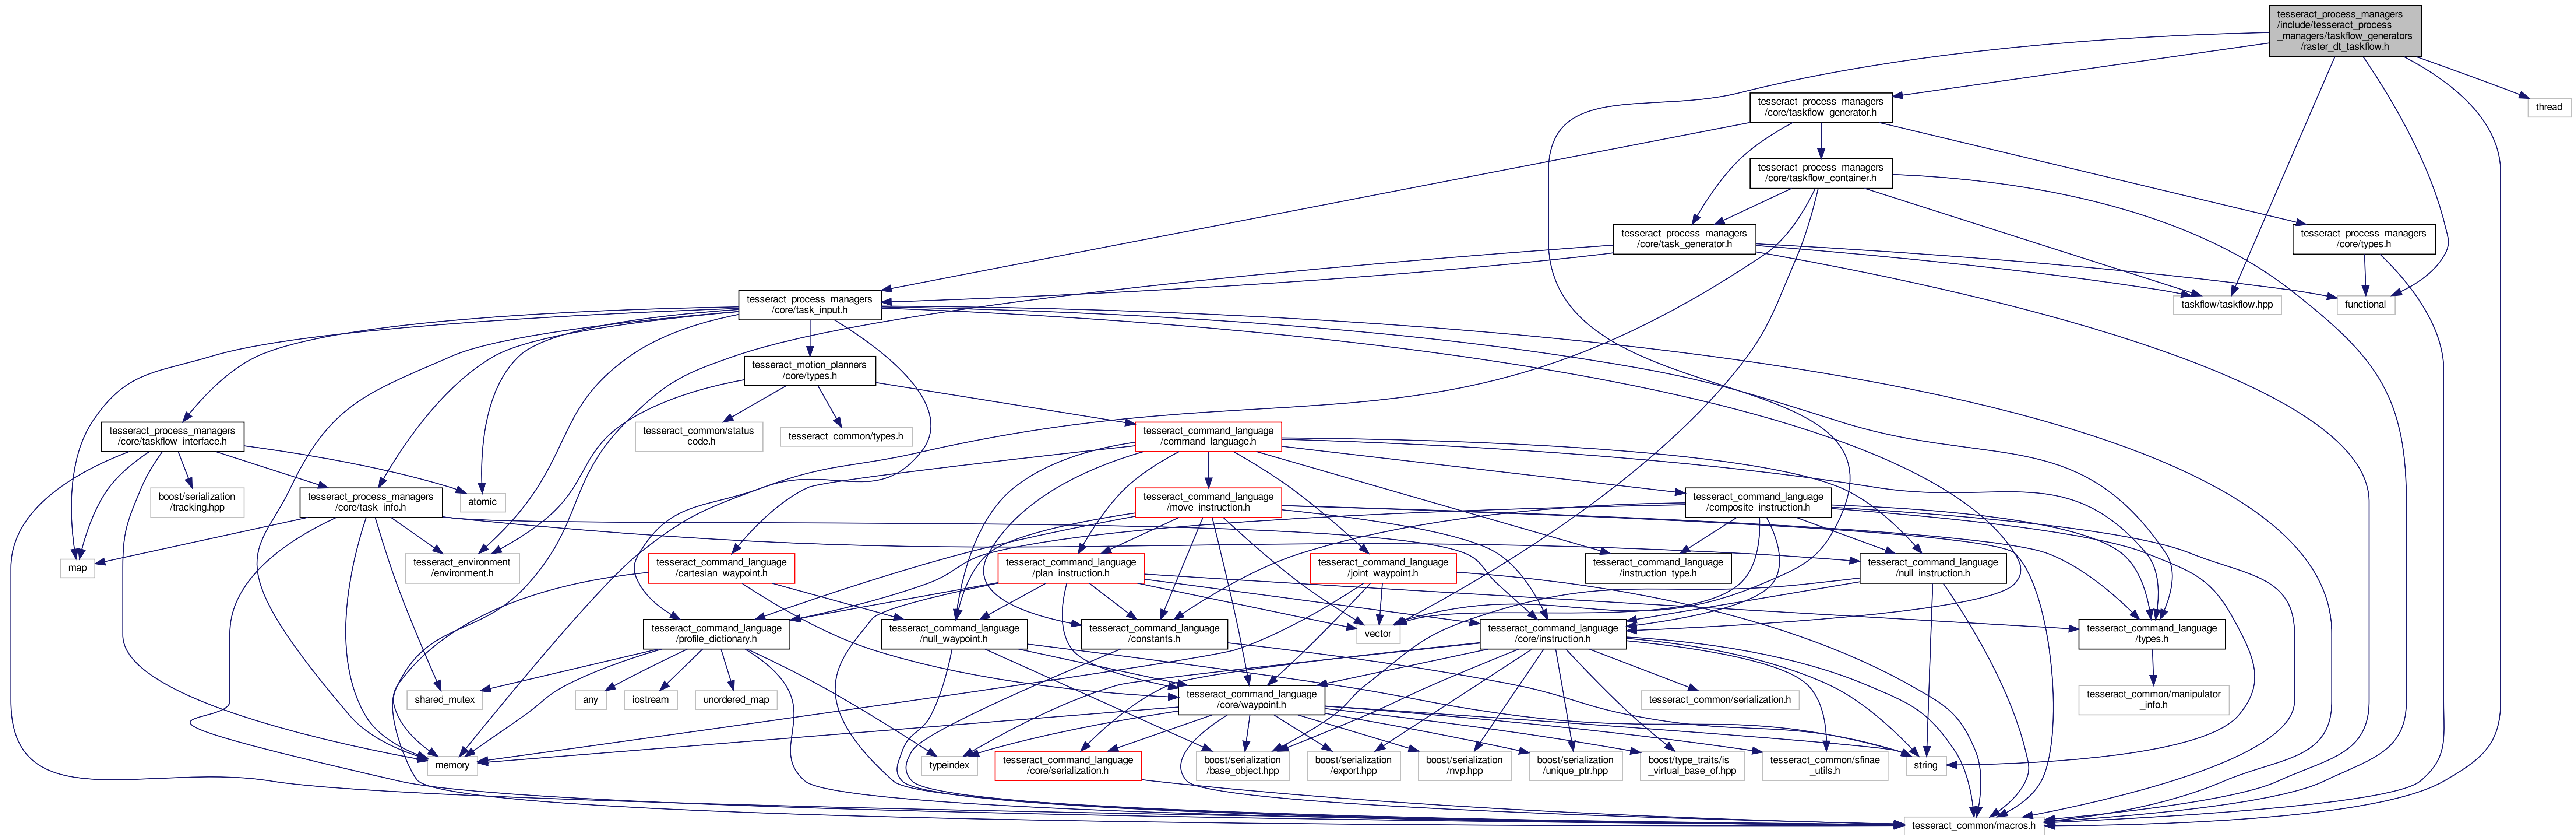 tesseract_process_managers
/include/tesseract_process
_managers/taskflow_generators
/raster_dt_taskflow.h
tesseract_process_managers
/core/taskflow_generator.h
thread
tesseract_process_managers
/core/taskflow_container.h
tesseract_process_managers
/core/task_generator.h
tesseract_process_managers
/core/types.h
tesseract_process_managers
/core/task_input.h
taskflow/taskflow.hpp
functional
tesseract_motion_planners
/core/types.h
tesseract_process_managers
/core/taskflow_interface.h
tesseract_common/status
_code.h
tesseract_common/types.h
tesseract_command_language
/command_language.h
boost/serialization
/tracking.hpp
tesseract_process_managers
/core/task_info.h
atomic
tesseract_command_language
/move_instruction.h
tesseract_command_language
/composite_instruction.h
map
tesseract_environment
/environment.h
tesseract_command_language
/cartesian_waypoint.h
tesseract_command_language
/plan_instruction.h
tesseract_command_language
/joint_waypoint.h
tesseract_command_language
/instruction_type.h
tesseract_command_language
/null_instruction.h
tesseract_command_language
/profile_dictionary.h
tesseract_command_language
/null_waypoint.h
tesseract_command_language
/constants.h
vector
tesseract_command_language
/core/instruction.h
tesseract_command_language
/types.h
shared_mutex
any
iostream
unordered_map
tesseract_command_language
/core/waypoint.h
tesseract_common/serialization.h
tesseract_common/manipulator
_info.h
memory
typeindex
tesseract_command_language
/core/serialization.h
boost/serialization
/base_object.hpp
boost/serialization
/export.hpp
boost/serialization
/nvp.hpp
boost/serialization
/unique_ptr.hpp
boost/type_traits/is
_virtual_base_of.hpp
tesseract_common/sfinae
_utils.h
string
tesseract_common/macros.h